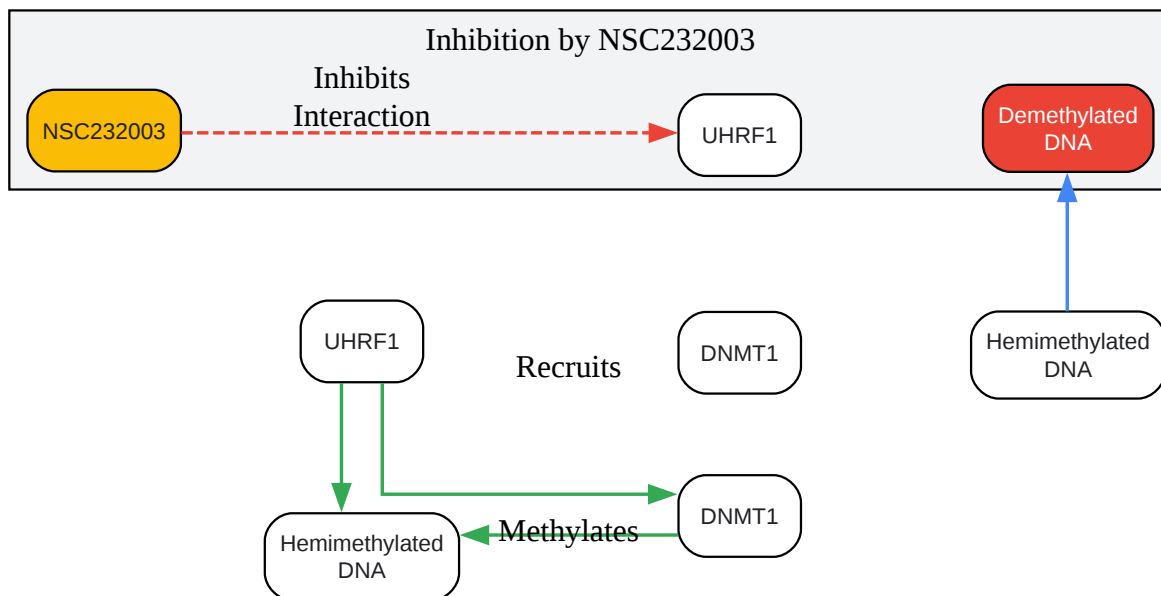 Inhibition by NSC232003
Inhibits
Interaction
NSC232003
UHRF1
Demethylated
DNA
UHRF1
Recruits
DNMT1
Hemimethylated
DNA
DNMT1
Methylates
Hemimethylated
DNA